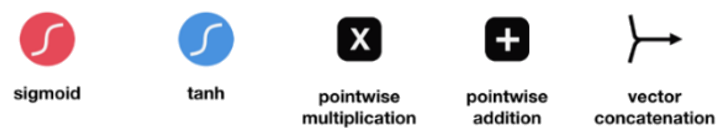 X
+
sigmoid
tanh
pointwise
multiplication
pointwise
addition
vector
concatenation